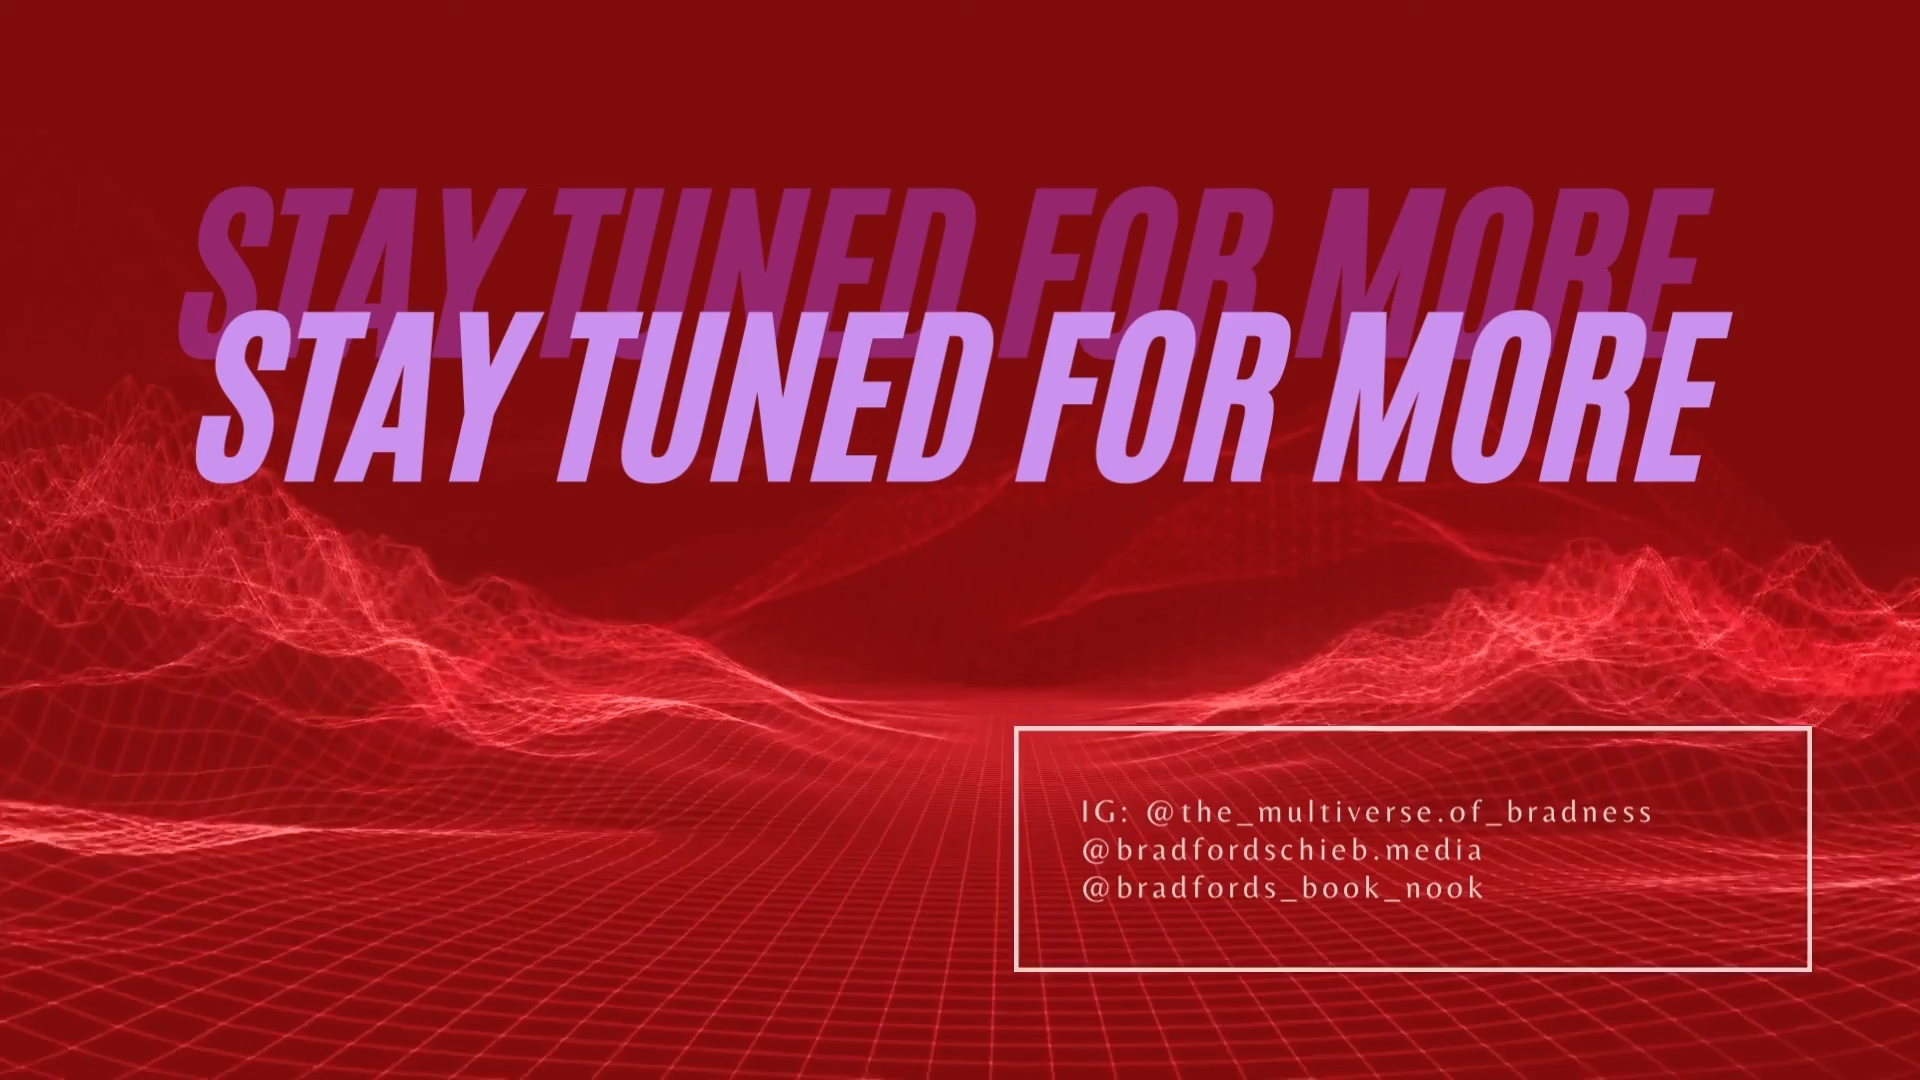 STAY TUNED FOR MORE
STAY TUNED FOR MORE
IG: @the_multiverse.of_bradness
@bradfordschieb.media
@bradfords_book_nook